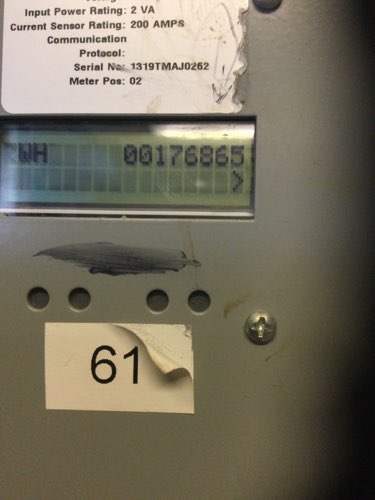 Input Power Rating: 2 VA
Current Sensor Rating: 200 AMPS
Communication
Protocol:
Serial No: 1319TMAJ0262
Meter Pos: 02
WH 00176865
>
61